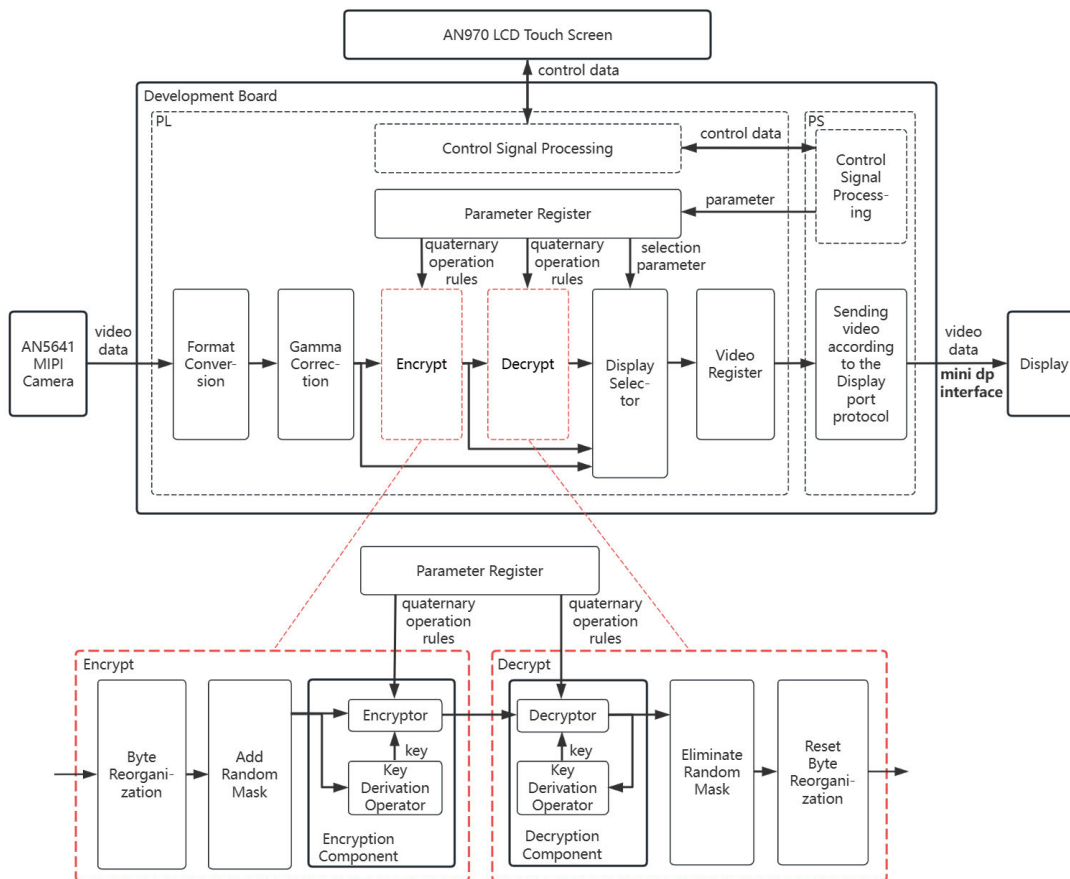 AN970 LCD Touch Screen
control data
Development Board
PL
PS
Control Signal Processing
control data
Control
Signal
Process-
ing
Parameter Register
parameter
quaternary
operation
rules
quaternary
operation
rules
selection
parameter
AN5641
MIPI
Camera
video
data
Format
Conver-
sion
Gamma
Correction
Encrypt
Decrypt
Display
Selec-
tor
Video
Register
Sending
video
according
to the
Display
port
protocol
video
data
mini dp
interface
Display
Parameter Register
quaternary
operation
rules
quaternary
operation
rules
Encrypt
Byte
Reorgani-
zation
Add
Random
Mask
Encryptor
key
Key
Derivation
Operator
Encryption
Component
Decrypt
Decryptor
key
Key
Derivation
Operator
Decryption
Component
Eliminate
Random
Mask
Reset
Byte
Reorgani-
zation